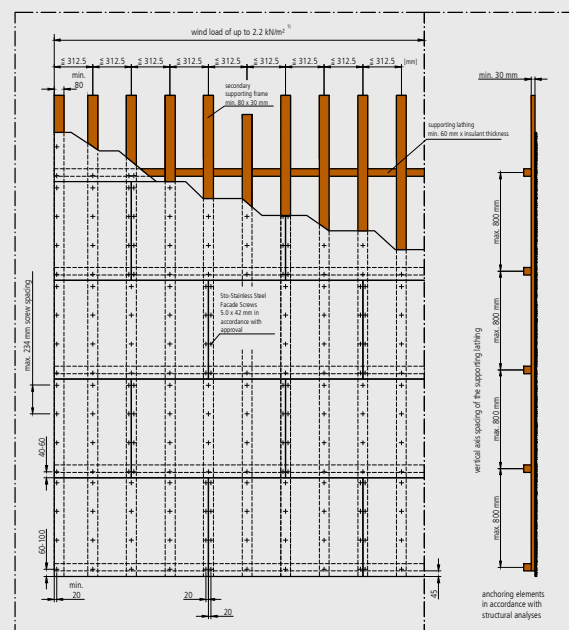 wind load of up to 2.2 kN/m² ¹⁾
≤ 312.5 ≤ 312.5 ≤ 312.5 ≤ 312.5 ≤ 312.5 ≤ 312.5 ≤ 312.5 ≤ 312.5 ≤ 312.5 [mm]
min.
80
secondary
supporting frame
min. 80 x 30 mm
min. 30 mm
supporting lathing
min. 60 mm x insulant thickness
max. 800 mm
max. 800 mm
max. 800 mm
max. 800 mm
vertical axis spacing of the supporting lathing
Sto-Stainless Steel
Facade Screws
5.0 x 42 mm in
accordance with
approval
max. 234 mm screw spacing
40-60
60-100
min.
20
20
20
45
anchoring elements
in accordance with
structural analyses